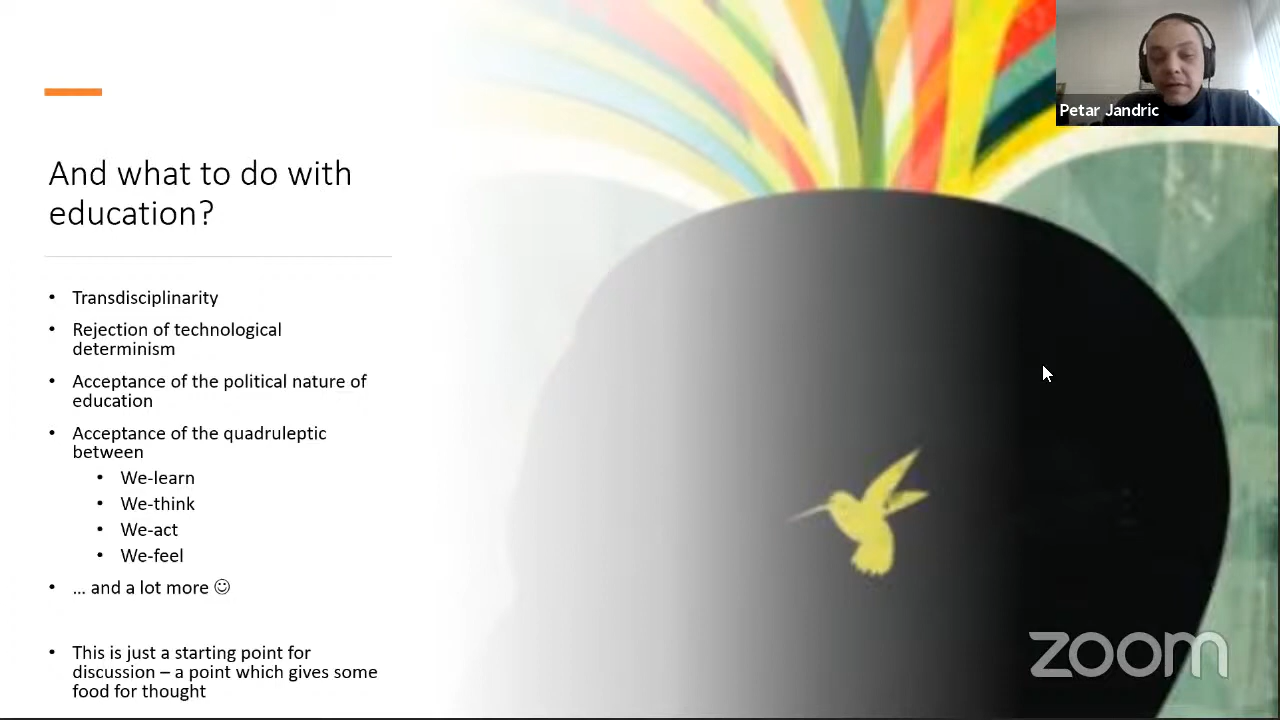 And what to do with
education?
• Transdisciplinarity
• Rejection of technological
determinism
• Acceptance of the political nature of
education
• Acceptance of the quadruleptic
between
• We-learn
• We-think
• We-act
• We-feel
• ... and a lot more ☺
• This is just a starting point for
discussion – a point which gives some
food for thought
Petar Jandric
zoom